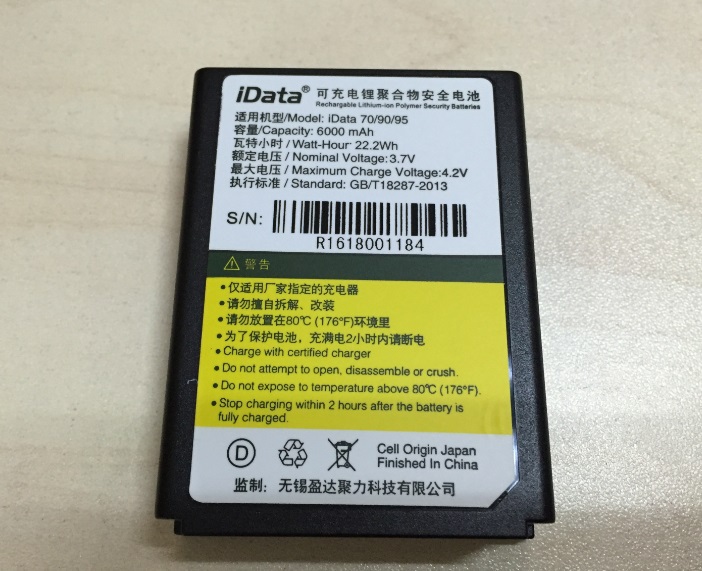 iData® 可充电锂聚合物安全电池
Rechargable Lithium-ion Polymer Security Batteries
适用机型/Model: iData 70/90/95
容量/Capacity: 6000 mAh
瓦特小时 / Watt-Hour: 22.2Wh
额定电压 / Nominal Voltage:3.7V
最大电压 / Maximum Charge Voltage:4.2V
执行标准 / Standard: GB/T18287-2013
S/N:
R1618001184
警告
•仅适用厂家指定的充电器
•请勿擅自拆解、改装
•请勿放置在80℃ (176°F)环境里
•为了保护电池，充满电2小时内请断电
•Charge with certified charger
•Do not attempt to open, disassemble or crush.
•Do not expose to temperature above 80℃ (176°F).
•Stop charging within 2 hours after the battery is
fully charged.
D
Cell Origin Japan
Finished In China
监制: 无锡盈达聚力科技有限公司